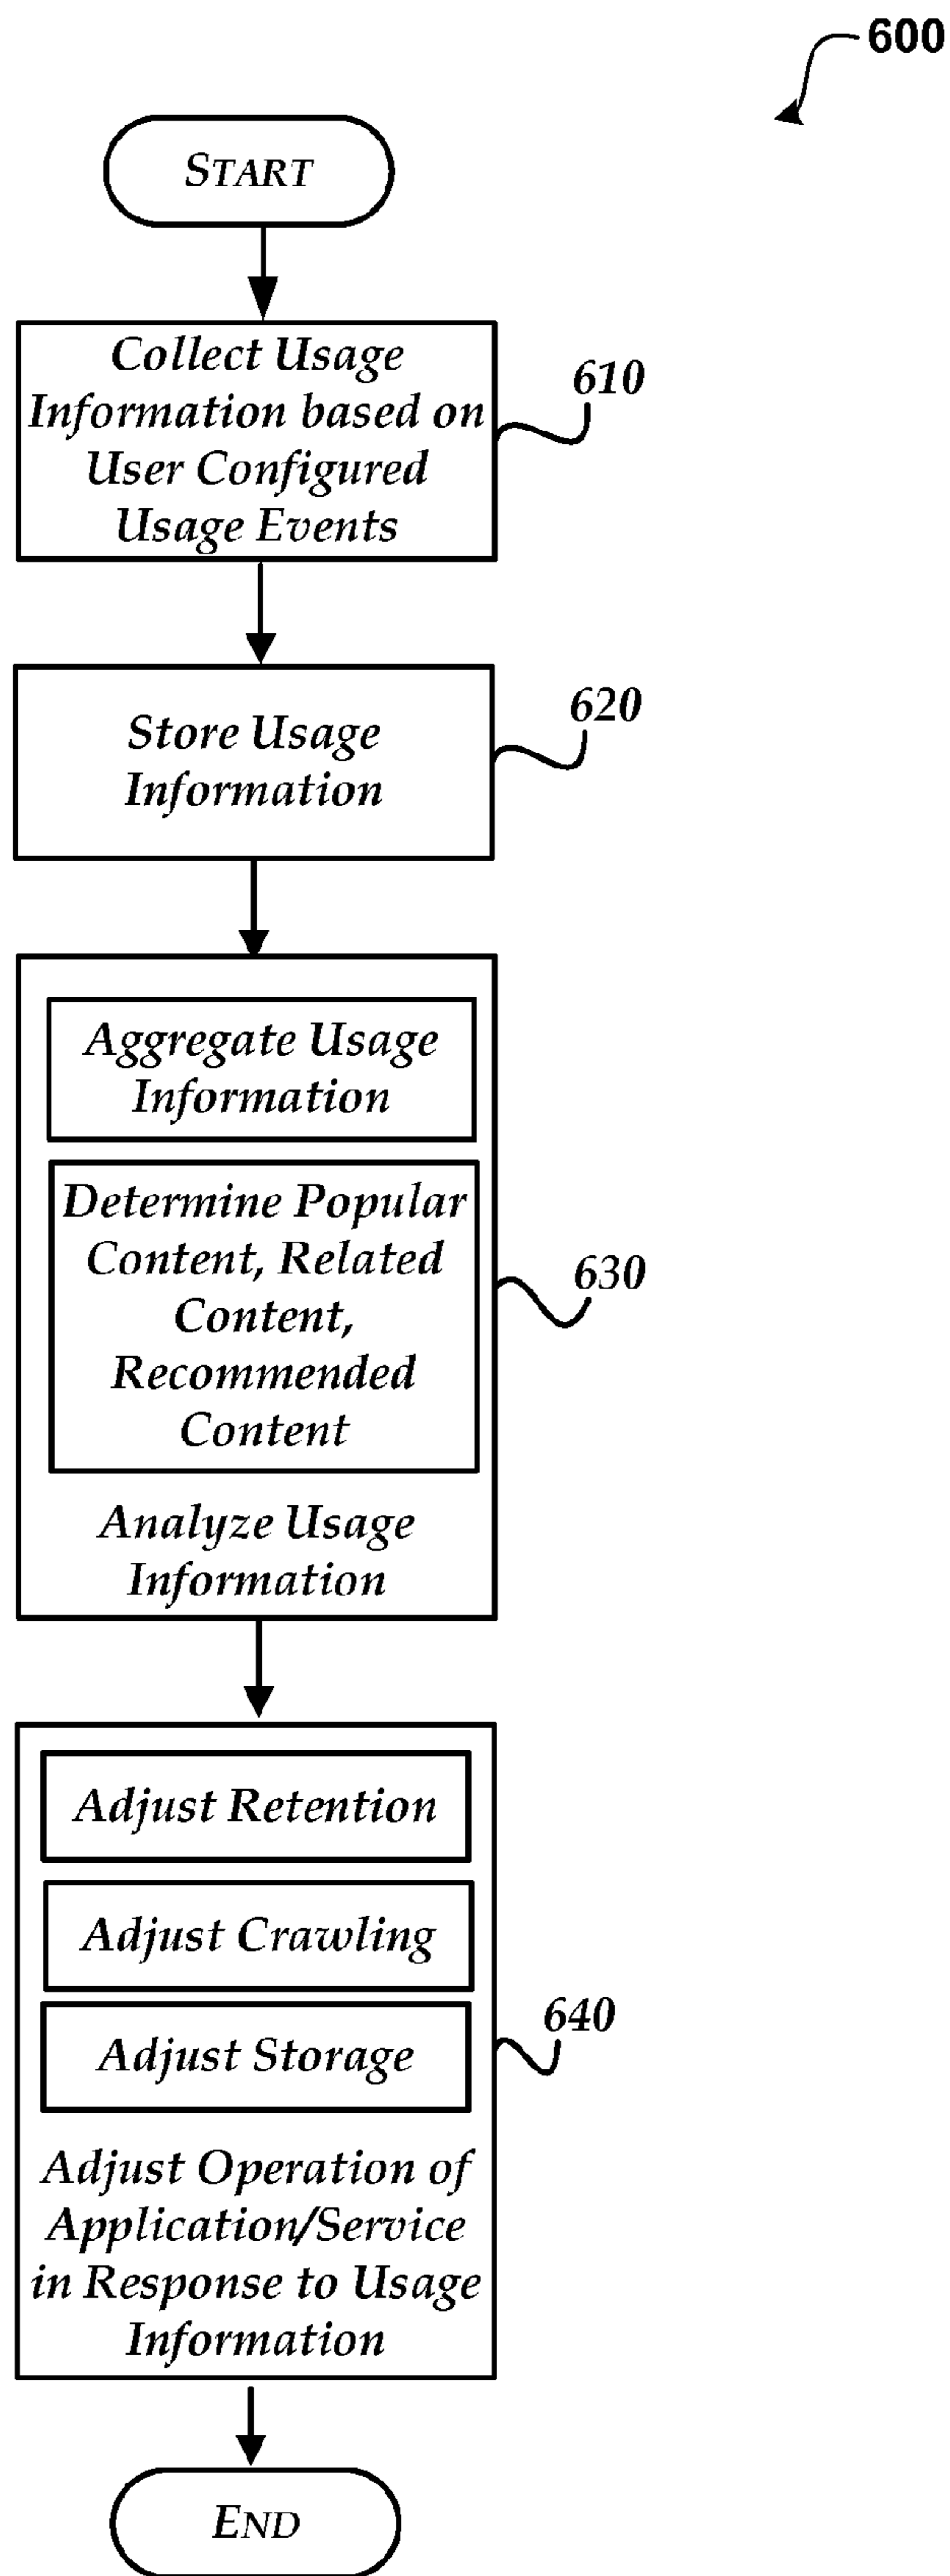 600
START
Collect Usage
Information based on
User Configured
Usage Events
610
Store Usage
Information
620
Aggregate Usage
Information
Determine Popular
Content, Related
Content,
Recommended
Content
630
Analyze Usage
Information
Adjust Retention
Adjust Crawling
Adjust Storage
640
Adjust Operation of
Application/Service
in Response to Usage
Information
END